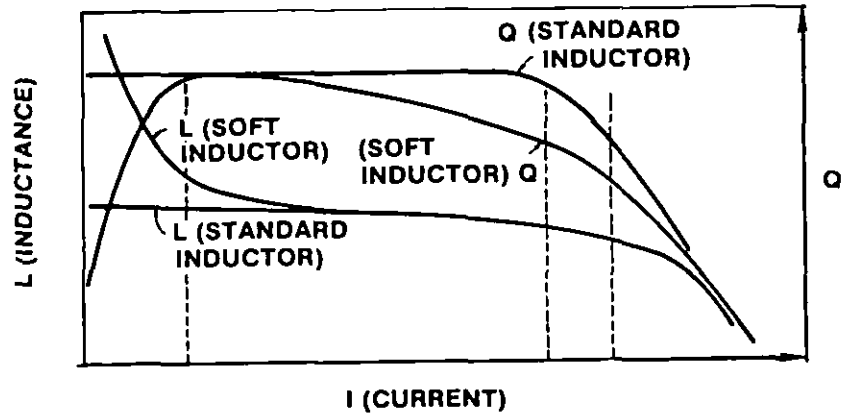 Q (STANDARD
INDUCTOR)
L (SOFT
INDUCTOR)
(SOFT
INDUCTOR) Q
L (STANDARD
INDUCTOR)
L (INDUCTANCE)
Q
I (CURRENT)